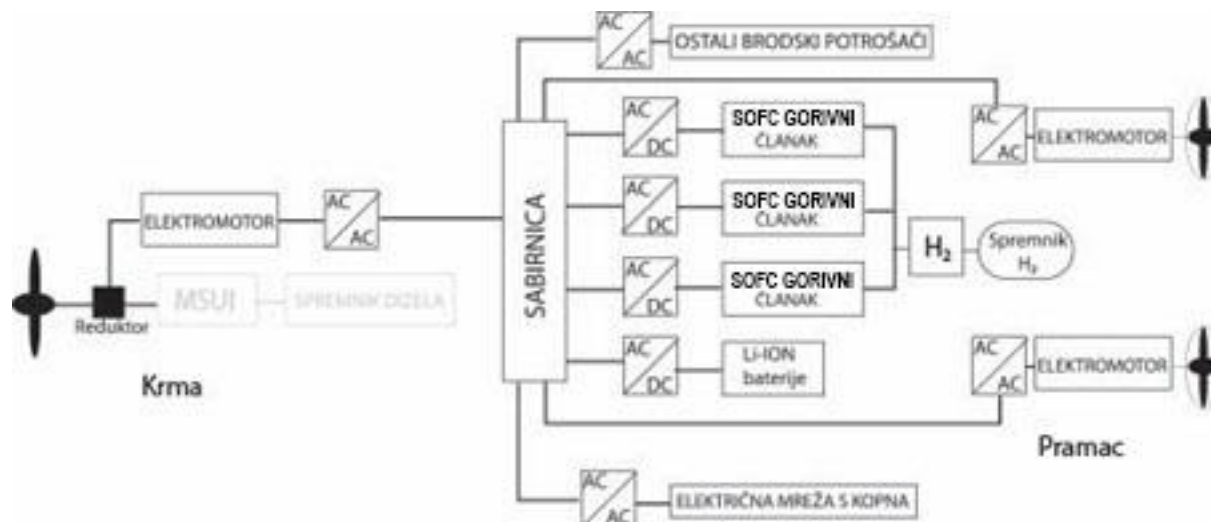 AC
AC
OSTALI BRODSKI POTROŠAČI
AC
DC
SOFC GORIVNI
ČLANAK
AC
AC
ELEKTROMOTOR
SABIRNICA
AC
DC
SOFC GORIVNI
ČLANAK
ELEKTROMOTOR
AC
AC
H₂
Spremnik
H₂
MSUI
SPREMNIK DIZELA
Reduktor
AC
DC
SOFC GORIVNI
ČLANAK
Krma
AC
DC
Li-ION
baterije
AC
AC
ELEKTROMOTOR
Pramac
AC
AC
ELEKTRIČNA MREŽA S KOPNA